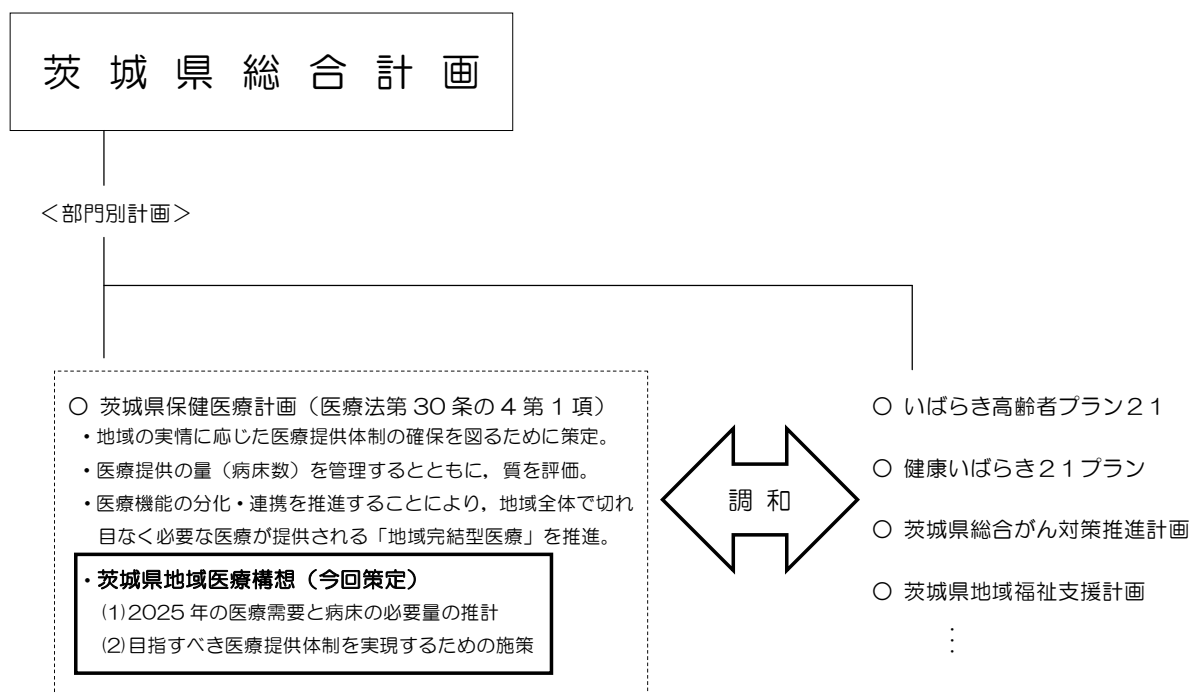 茨城県総合計画
＜部門別計画＞
○ 茨城県保健医療計画（医療法第 30 条の 4 第 1 項）
・地域の実情に応じた医療提供体制の確保を図るために策定。
・医療提供の量（病床数）を管理するとともに，質を評価。
・医療機能の分化・連携を推進することにより，地域全体で切れ
目なく必要な医療が提供される「地域完結型医療」を推進。
・茨城県地域医療構想（今回策定）
(1)2025 年の医療需要と病床の必要量の推計
(2)目指すべき医療提供体制を実現するための施策
調 和
○ いばらき高齢者プラン２１
○ 健康いばらき２１プラン
○ 茨城県総合がん対策推進計画
○ 茨城県地域福祉支援計画
⋮